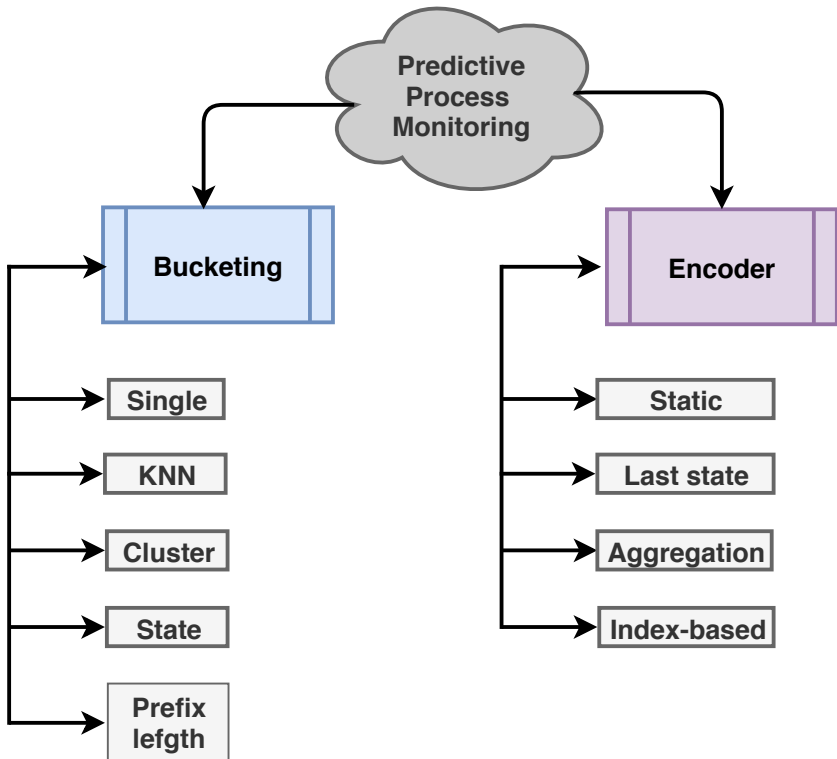 Predictive
Process
Monitoring
Bucketing
Encoder
Single
KNN
Cluster
State
Prefix
lefgth
Static
Last state
Aggregation
Index-based